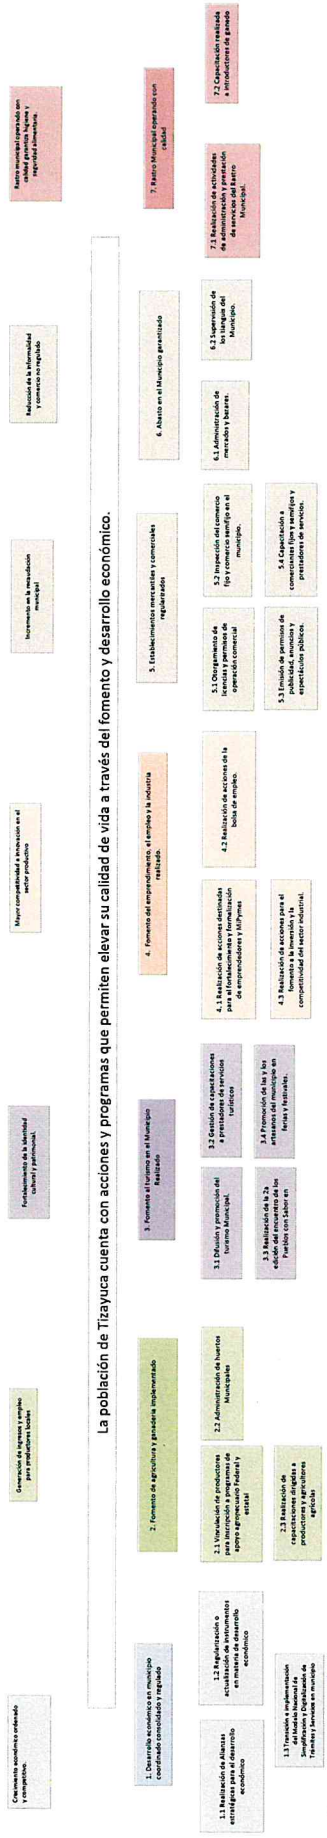 Crecimiento económico ordenado
y competitivo.
Generación de ingresos y empleo
para productores locales
Fortalecimiento de la identidad
cultural y patrimonial.
Mayor competitividad e innovación en el
sector productivo
Incremento en la recaudación
municipal
Reducción de la informalidad
y comercio no regulado
Rastro municipal operando con
calidad garantiza higiene y
seguridad alimentaria.
La población de Tizayuca cuenta con acciones y programas que permiten elevar su calidad de vida a través del fomento y desarrollo económico.
1. Desarrollo económico en municipio
coordinado consolidado y regulado
2. Fomento de agricultura y ganadería implementado
3. Fomento al turismo en el Municipio
Realizado
4. Fomento del emprendimiento, el empleo y la industria
realizado.
5. Establecimientos mercantiles y comerciales
regularizados
6. Abasto en el Municipio garantizado
7. Rastro Municipal operando con
calidad
1.1 Realización de Alianzas
estratégicas para el desarrollo
económico
1.2 Regularización o
actualización de instrumentos
en materia de desarrollo
económico
2.1 Vinculación de productores
para inscripción a programas de
apoyo agropecuario Federal y
estatal
2.2 Administración de huertos
Municipales
3.1 Difusión y promoción del
turismo Municipal.
3.2 Gestión de capacitaciones
a prestadores de servicios
turísticos
4. 1 Realización de acciones destinadas
para el fortalecimiento y formalización
de emprendedores y MiPymes
4.2 Realización de acciones de la
bolsa de empleo.
5.1 Otorgamiento de
licencias y permisos de
operación comercial
5.2 Inspección del comercio
fijo y comercio semifijo en el
municipio.
6.1 Administración de
mercados y bazares.
6.2 Supervisión de
los tianguis del
Municipio.
7.1 Realización de actividades
de administración y prestación
de servicios del Rastro
Municipal.
7.2 Capacitación realizada
a introductores de ganado
1.3 Transición e implementación
del Modelo Nacional de
Simplificación y Digitalización de
Trámites y Servicios en municipio
2.3 Realización de
capacitaciones dirigidas a
productores y agricultores
agrícolas
3.3 Realización de la 2a
edición del encuentro de los
Pueblos con Sabor en
3.4 Promoción de las y los
artesanos del municipio en
ferias y festivales.
4.3 Realización de acciones para el
fomento a la inversión y la
competitividad del sector industrial.
5.3 Emisión de permisos de
publicidad, anuncios y
espectáculos públicos.
5.4 Capacitación a
comerciantes fijos y semifijos y
prestadores de servicios.